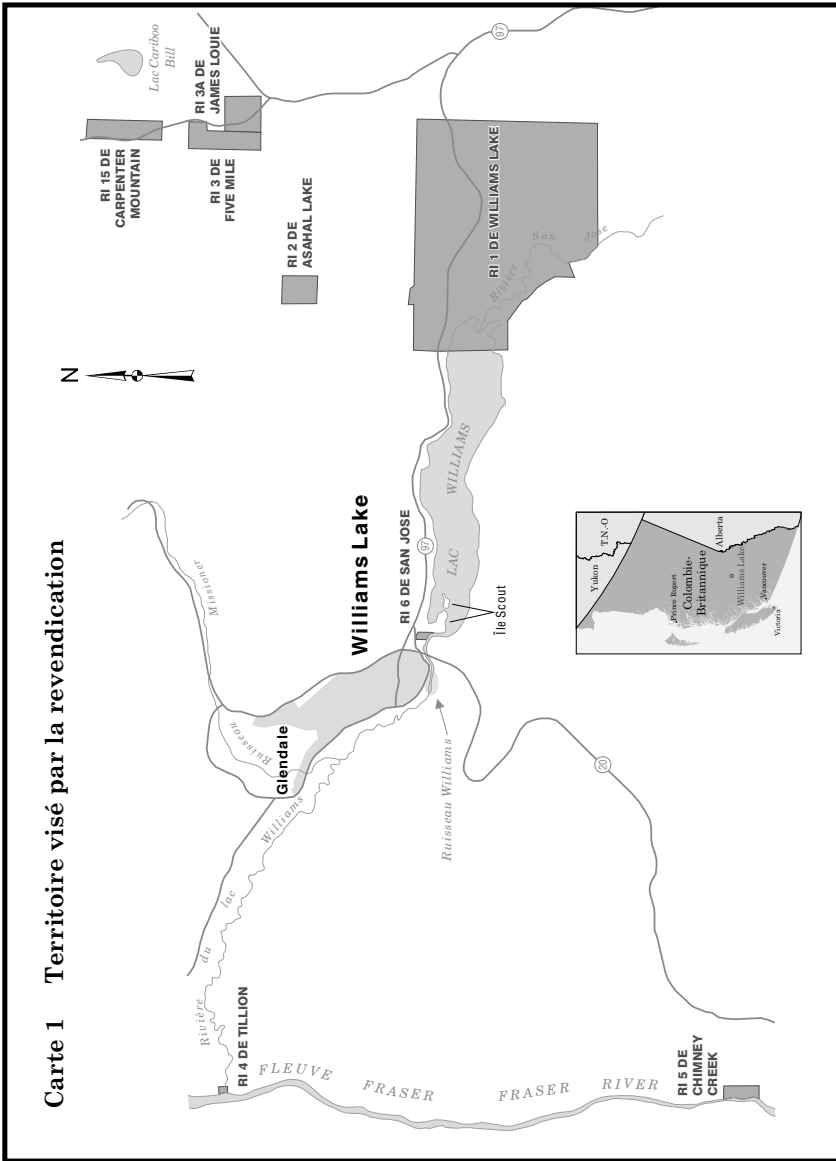 Carte 1 Territoire visé par la revendication
N
Lac Cariboo
Bill
RI 15 DE
CARPENTER
MOUNTAIN
RI 3A DE
JAMES LOUIE
RI 3 DE
FIVE MILE
RI 2 DE
ASAHAL LAKE
97
RI 1 DE WILLIAMS LAKE
Rivière San Jose
Missioner
Ruisseau
Glendale
Williams Lake
97
RI 6 DE SAN JOSE
LAC WILLIAMS
Île Scout
Ruisseau Williams
Rivière du lac Williams
RI 4 DE TILLION
FLEUVE FRASER
FRASER RIVER
RI 5 DE
CHIMNEY
CREEK
20
Yukon
T.N.-O
Prince Rupert
Colombie-
Britannique
Alberta
Williams Lake
Vancouver
Victoria